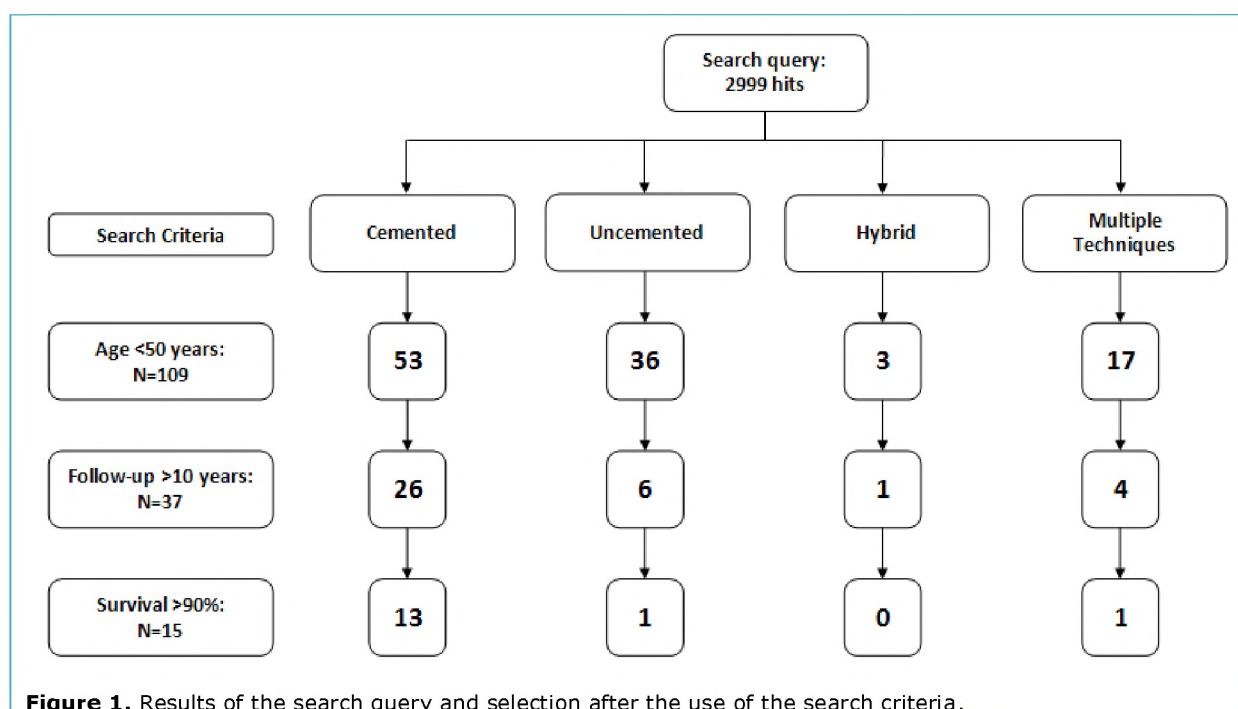 Search query:
2999 hits
Search Criteria
Cemented
Uncemented
Hybrid
Multiple
Techniques
Age <50 years:
N=109
53
36
3
17
Follow-up >10 years:
N=37
26
6
1
4
Survival >90%:
N=15
13
1
0
1
Figure 1. Results of the search query and selection after the use of the search criteria.